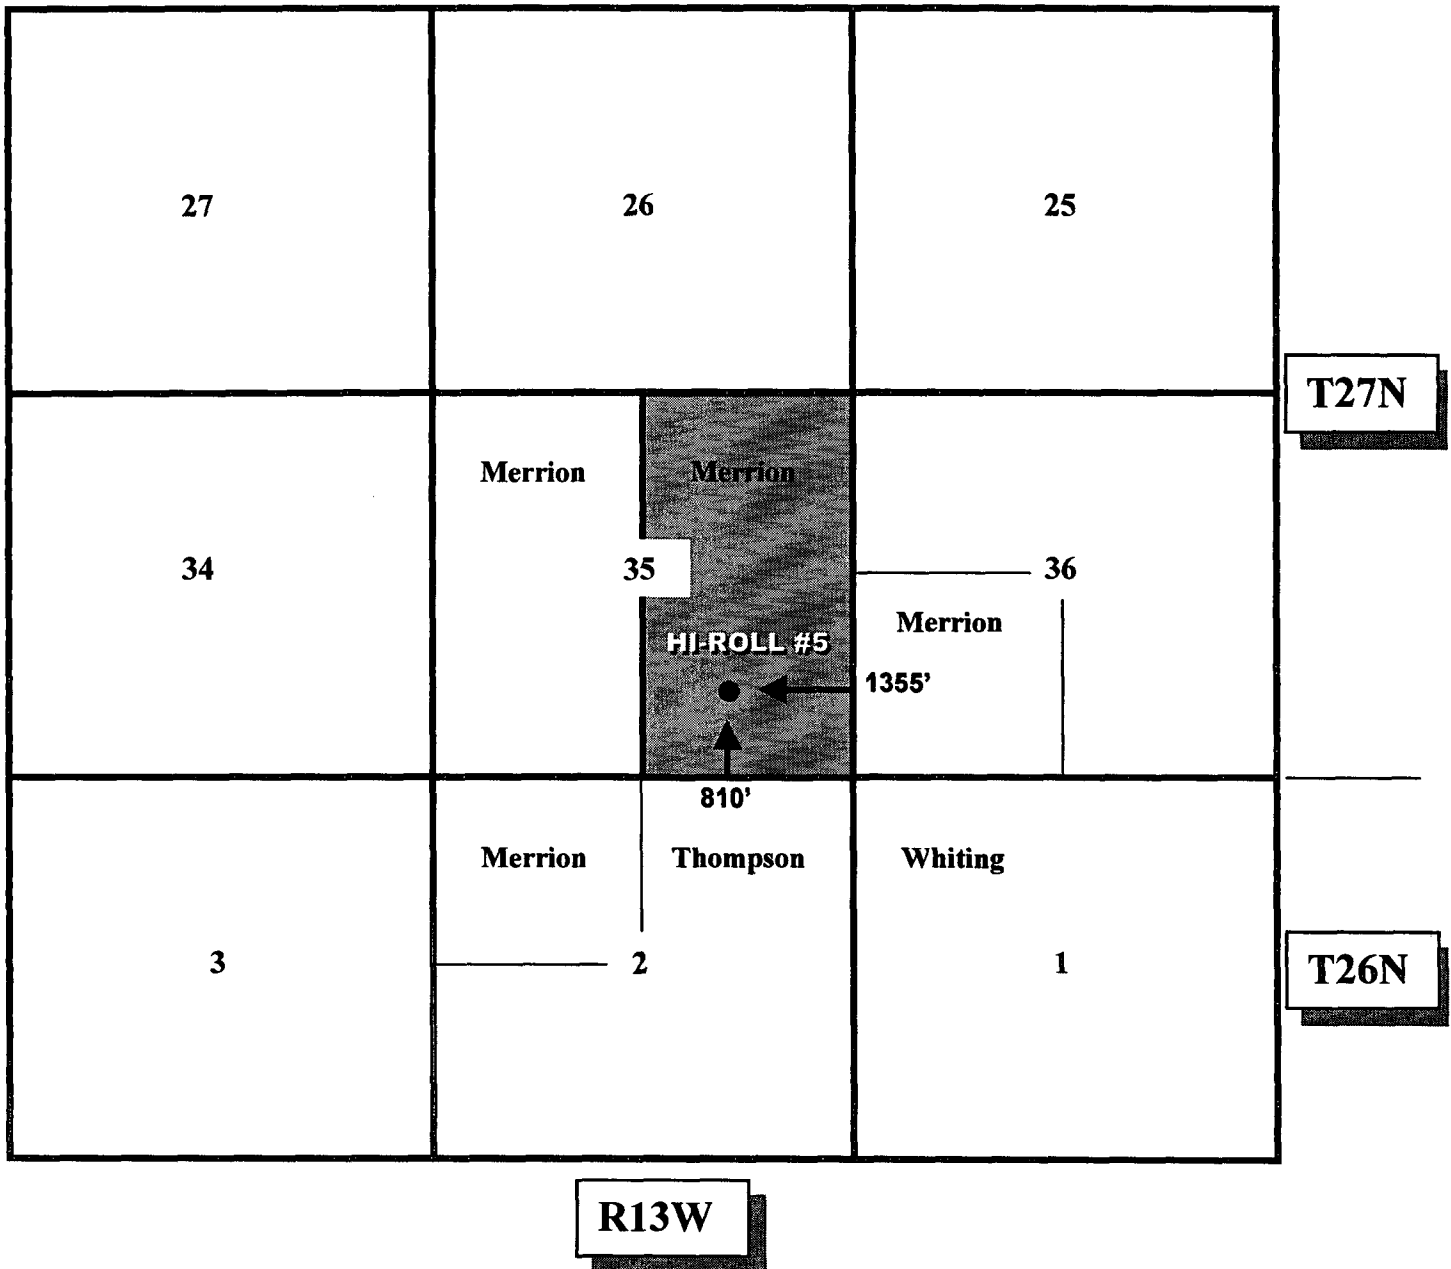 27 26 25
T27N
Merrion Merrion
34 35 36
Merrion
HI-ROLL #5
1355'
810'
Merrion Thompson Whiting
3 2 1
T26N
R13W